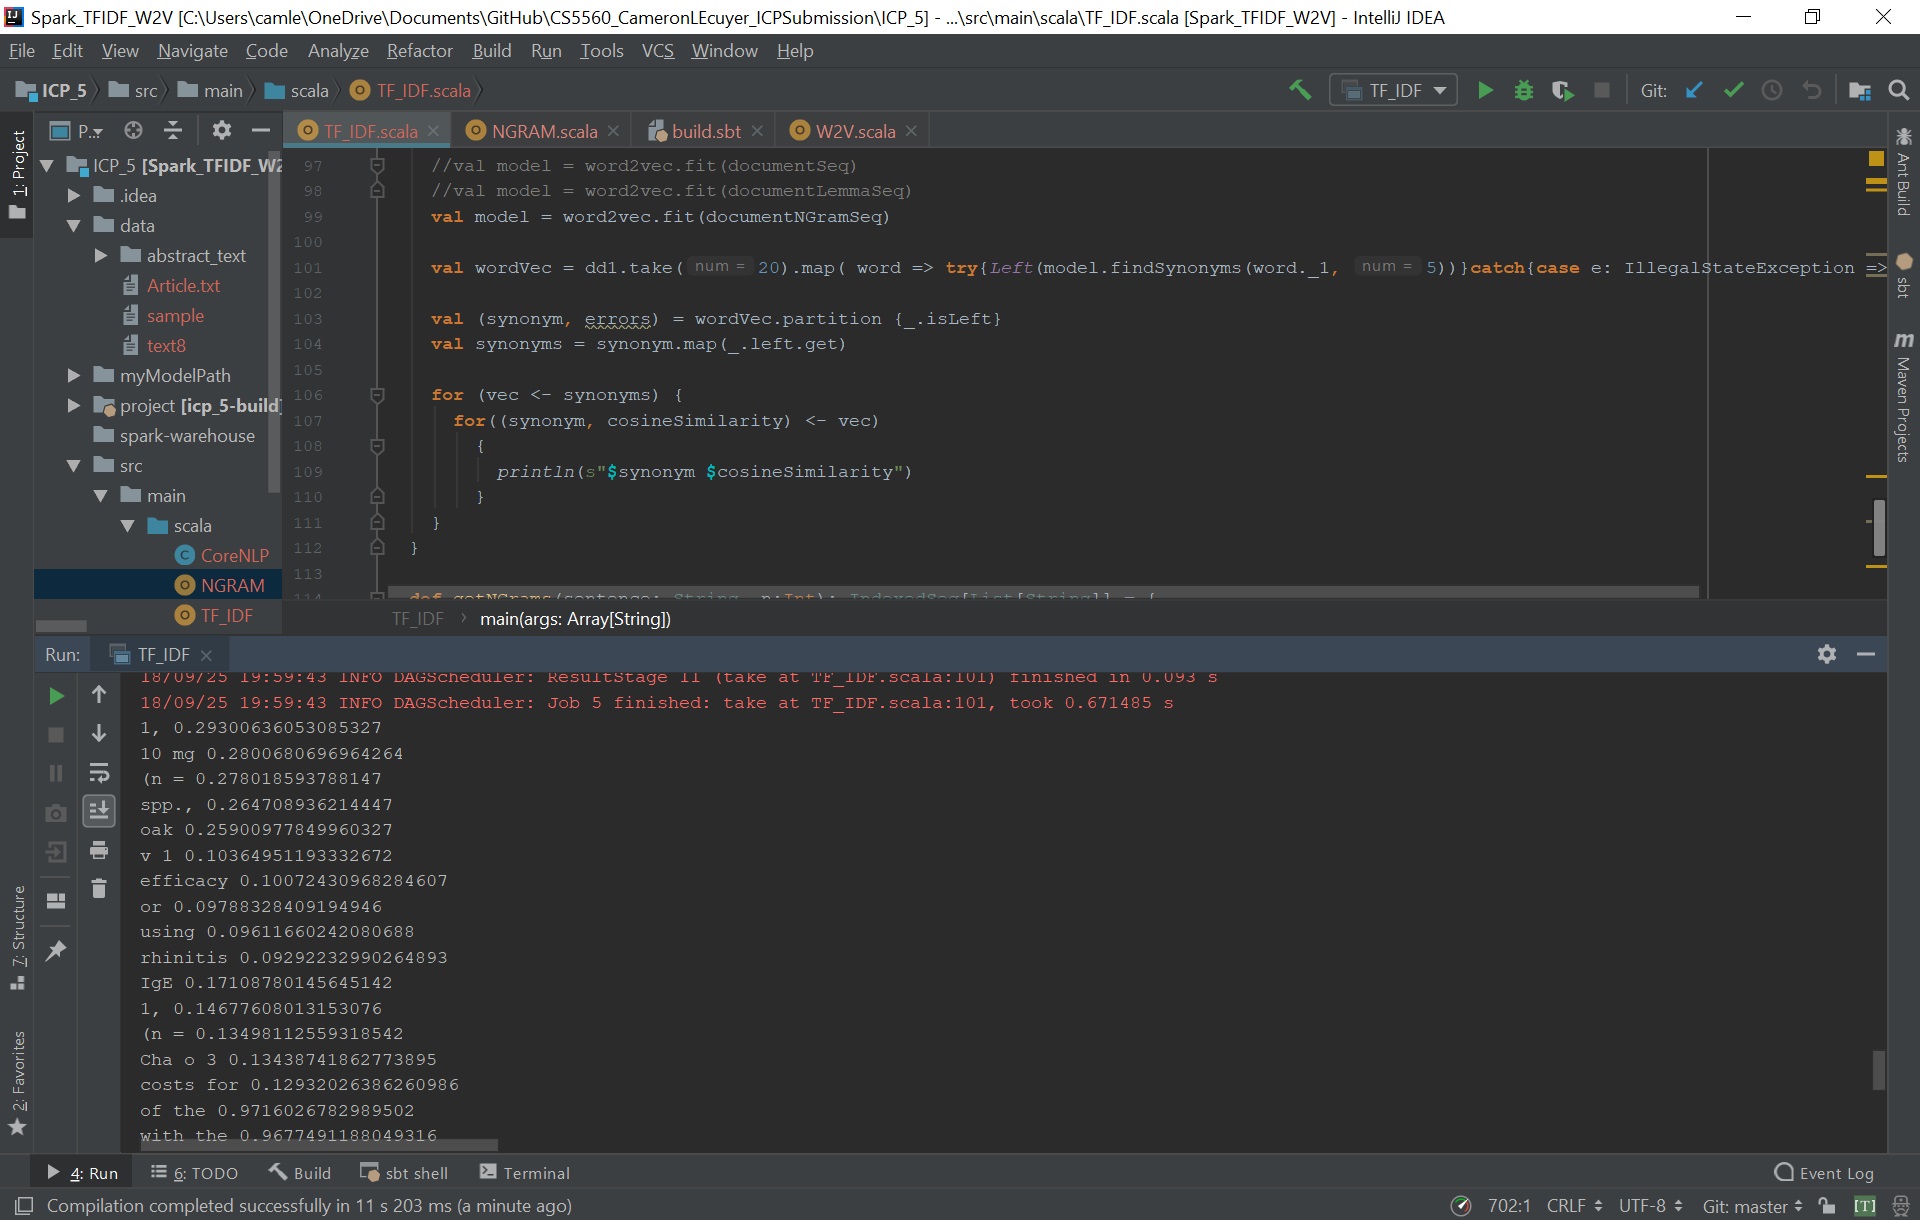 Spark_TFIDF_W2V [C:\Users\camle\OneDrive\Documents\GitHub\CS5560_CameronLEcuyer_ICPSubmission\ICP_5] - ...\src\main\scala\TF_IDF.scala [Spark_TFIDF_W2V] - IntelliJ IDEA
File Edit View Navigate Code Analyze Refactor Build Run Tools VCS Window Help
ICP_5 src main scala TF_IDF.scala TF_IDF Git:
P... TF_IDF.scala NGRAM.scala build.sbt W2V.scala
1: Project
7: Structure
2: Favorites
ICP_5 [Spark_TFIDF_W2
.idea
data
abstract_text
Article.txt
sample
text8
myModelPath
project [icp_5-build]
spark-warehouse
src
main
scala
CoreNLP
NGRAM
TF_IDF
97 //val model = word2vec.fit(documentSeq)
98 //val model = word2vec.fit(documentLemmaSeq)
99 val model = word2vec.fit(documentNGramSeq)
100
101 val wordVec = dd1.take( num = 20).map( word => try{Left(model.findSynonyms(word._1, num = 5))}catch{case e: IllegalStateException =>
102
103 val (synonym, errors) = wordVec.partition {_.isLeft}
104 val synonyms = synonym.map(_.left.get)
105
106 for (vec <- synonyms) {
107 for((synonym, cosineSimilarity) <- vec)
108 {
109 println(s"$synonym $cosineSimilarity")
110 }
111 }
112 }
113
114 def getNGrams(sentence: String, n:Int): IndexedSeq[List[String]] = {
TF_IDF > main(args: Array[String])
Ant Build
sbt
Maven Projects
Run: TF_IDF
18/09/25 19:59:43 INFO DAGScheduler: ResultStage 11 (take at TF_IDF.scala:101) finished in 0.093 s
18/09/25 19:59:43 INFO DAGScheduler: Job 5 finished: take at TF_IDF.scala:101, took 0.671485 s
1, 0.29300636053085327
10 mg 0.2800680696964264
(n = 0.278018593788147
spp., 0.264708936214447
oak 0.25900977849960327
v 1 0.10364951193332672
efficacy 0.10072430968284607
or 0.09788328409194946
using 0.09611660242080688
rhinitis 0.09292232990264893
IgE 0.17108780145645142
1, 0.14677608013153076
(n = 0.13498112559318542
Cha o 3 0.13438741862773895
costs for 0.12932026386260986
of the 0.9716026782989502
with the 0.9677491188049316
4: Run 6: TODO Build sbt shell Terminal Event Log
Compilation completed successfully in 11 s 203 ms (a minute ago) 702:1 CRLF UTF-8 Git: master [T]